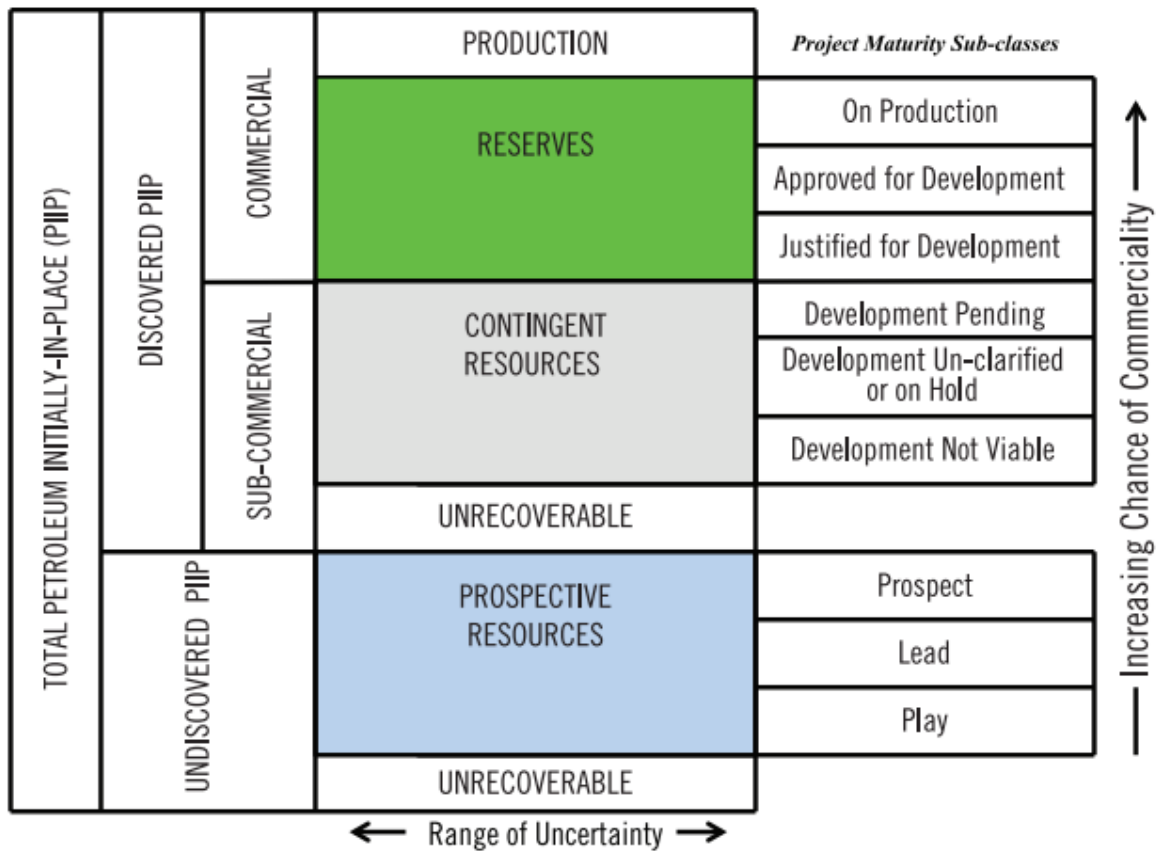 PRODUCTION
Project Maturity Sub-classes
TOTAL PETROLEUM INITIALLY-IN-PLACE (PIIP)
DISCOVERED PIIP
COMMERCIAL
RESERVES
On Production
Approved for Development
Justified for Development
SUB-COMMERCIAL
CONTINGENT
RESOURCES
Development Pending
Development Un-clarified
or on Hold
Development Not Viable
UNRECOVERABLE
UNDISCOVERED PIIP
PROSPECTIVE
RESOURCES
Prospect
Lead
Play
UNRECOVERABLE
Range of Uncertainty
Increasing Chance of Commerciality